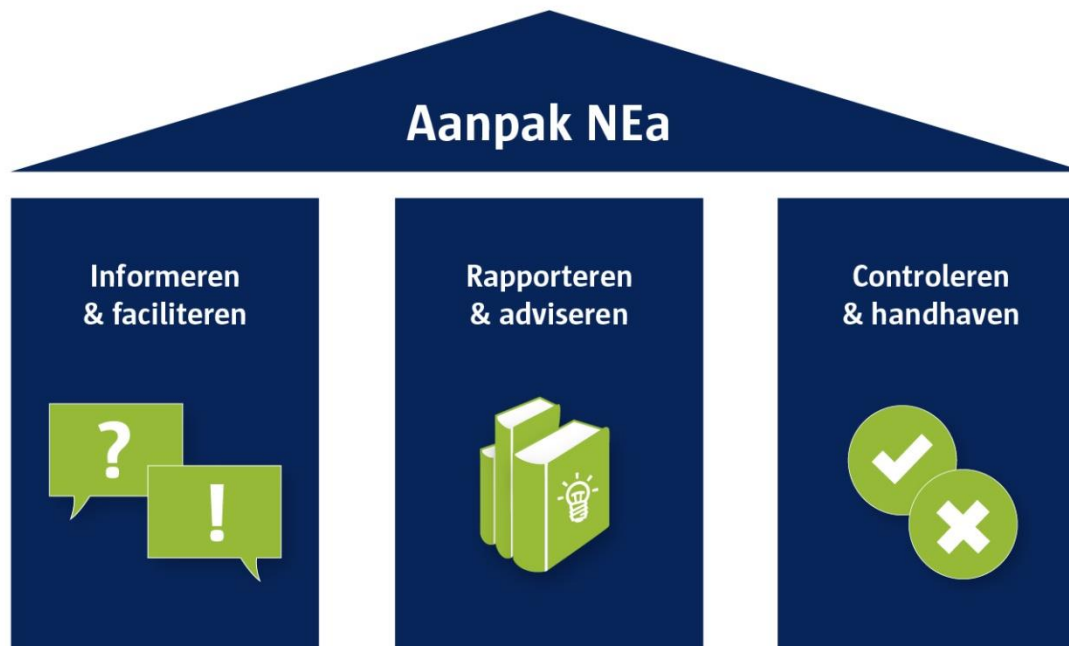 Aanpak NEa
Informeren
& faciliteren
Rapporteren
& adviseren
Controleren
& handhaven
?
!